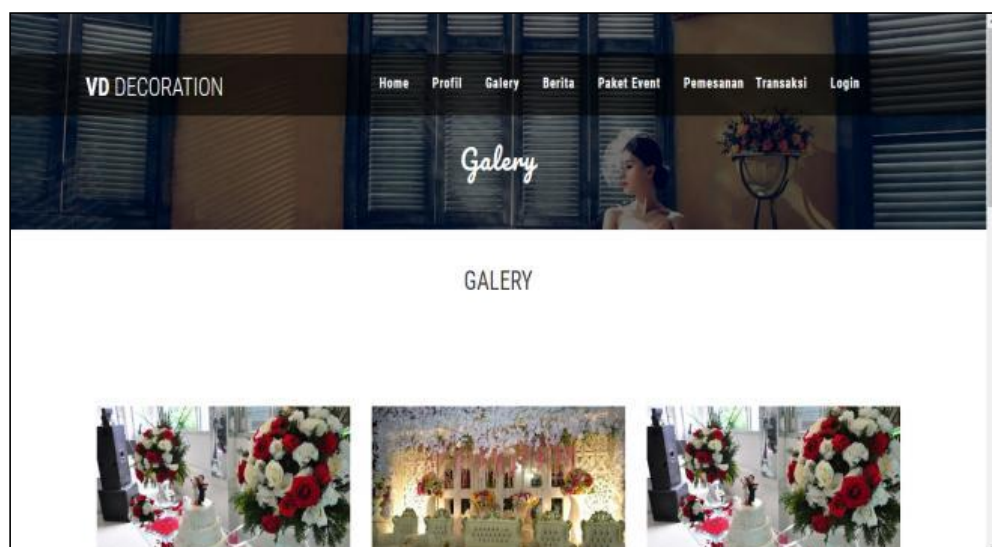 VD DECORATION
Home Profil Galery Berita Paket Event Pemesanan Transaksi Login
Galery
GALERY